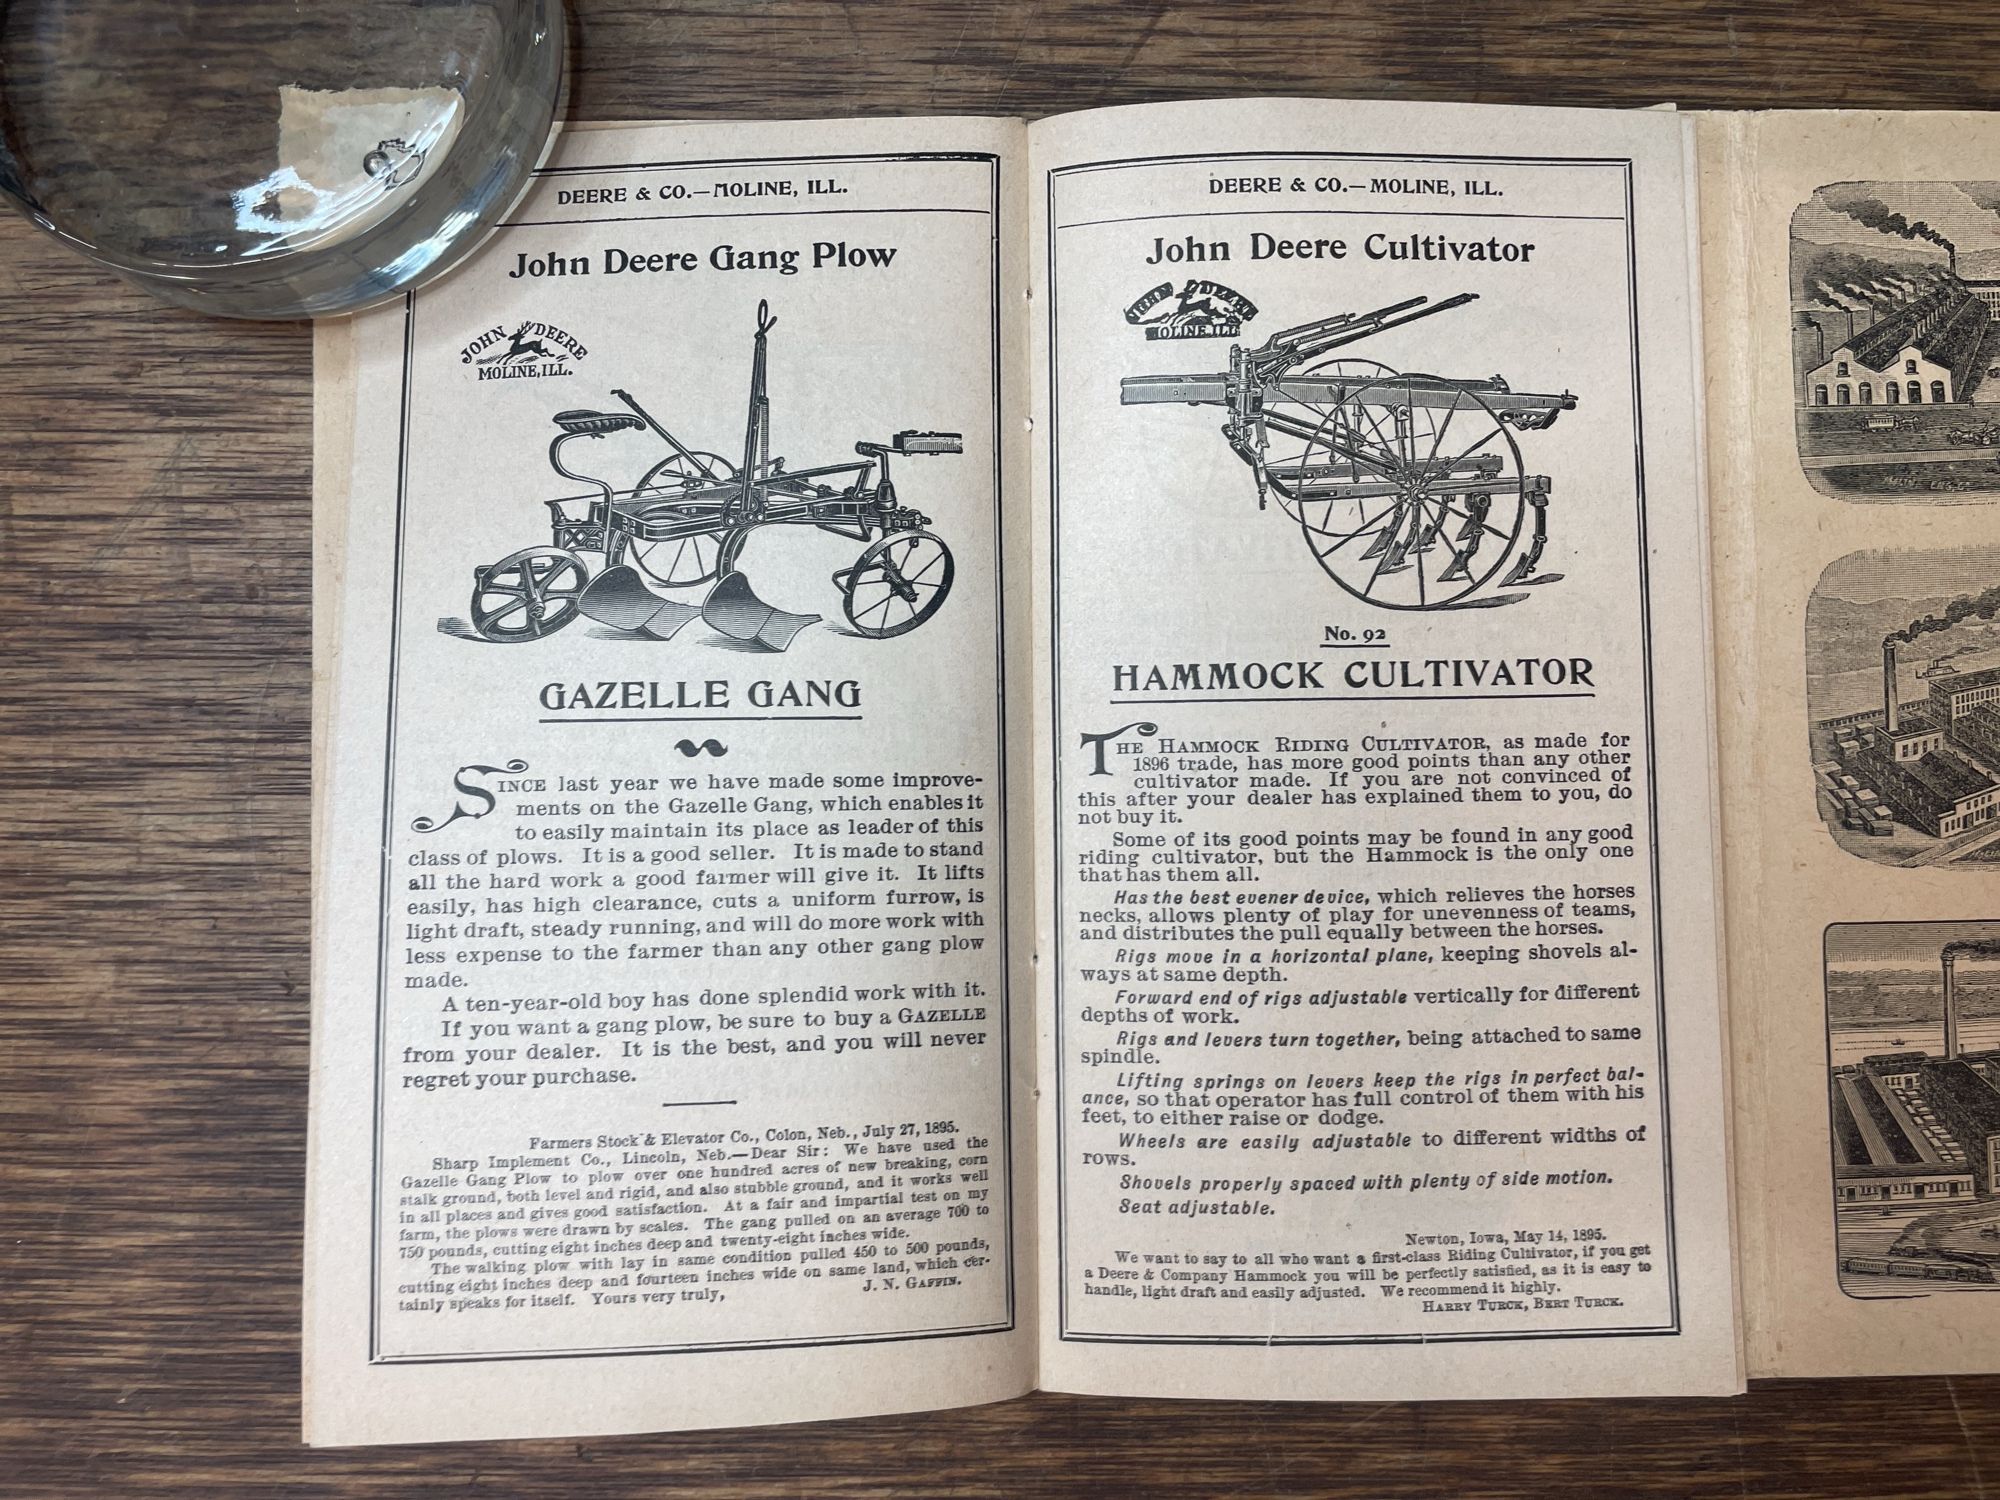 DEERE & CO.—MOLINE, ILL.
John Deere Gang Plow
JOHN DEERE
MOLINE, ILL.
GAZELLE GANG
SINCE last year we have made some improve-
ments on the Gazelle Gang, which enables it
to easily maintain its place as leader of this
class of plows. It is a good seller. It is made to stand
all the hard work a good farmer will give it. It lifts
easily, has high clearance, cuts a uniform furrow, is
light draft, steady running, and will do more work with
less expense to the farmer than any other gang plow
made.
A ten-year-old boy has done splendid work with it.
If you want a gang plow, be sure to buy a GAZELLE
from your dealer. It is the best, and you will never
regret your purchase.
Farmers Stock & Elevator Co., Colon, Neb., July 27, 1895.
Sharp Implement Co., Lincoln, Neb.—Dear Sir: We have used the
Gazelle Gang Plow to plow over one hundred acres of new breaking, corn
stalk ground, both level and rigid, and also stubble ground, and it works well
in all places and gives good satisfaction. At a fair and impartial test on my
farm, the plows were drawn by scales. The gang pulled on an average 700 to
750 pounds, cutting eight inches deep and twenty-eight inches wide.
The walking plow with lay in same condition pulled 450 to 500 pounds,
cutting eight inches deep and fourteen inches wide on same land, which cer-
tainly speaks for itself. Yours very truly, J. N. GAFFIN.
DEERE & CO.—MOLINE, ILL.
John Deere Cultivator
JOHN DEERE
MOLINE, ILL.
No. 92
HAMMOCK CULTIVATOR
THE HAMMOCK RIDING CULTIVATOR, as made for
1896 trade, has more good points than any other
cultivator made. If you are not convinced of
this after your dealer has explained them to you, do
not buy it.
Some of its good points may be found in any good
riding cultivator, but the Hammock is the only one
that has them all.
Has the best evener device, which relieves the horses
necks, allows plenty of play for unevenness of teams,
and distributes the pull equally between the horses.
Rigs move in a horizontal plane, keeping shovels al-
ways at same depth.
Forward end of rigs adjustable vertically for different
depths of work.
Rigs and levers turn together, being attached to same
spindle.
Lifting springs on levers keep the rigs in perfect bal-
ance, so that operator has full control of them with his
feet, to either raise or dodge.
Wheels are easily adjustable to different widths of
rows.
Shovels properly spaced with plenty of side motion.
Seat adjustable.
Newton, Iowa, May 14, 1895.
We want to say to all who want a first-class Riding Cultivator, if you get
a Deere & Company Hammock you will be perfectly satisfied, as it is easy to
handle, light draft and easily adjusted. We recommend it highly.
HARRY TURCK, BERT TURCK.